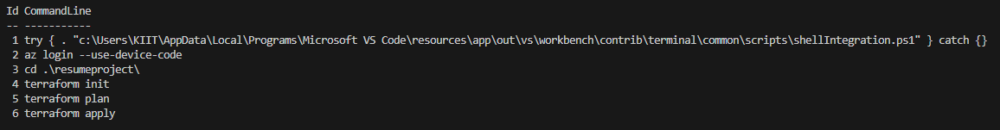 Id CommandLine
-- -----------
1 try { . "c:\Users\KIIT\AppData\Local\Programs\Microsoft VS Code\resources\app\out\vs\workbench\contrib\terminal\common\scripts\shellIntegration.ps1" } catch {}
2 az login --use-device-code
3 cd .\resumeproject\
4 terraform init
5 terraform plan
6 terraform apply